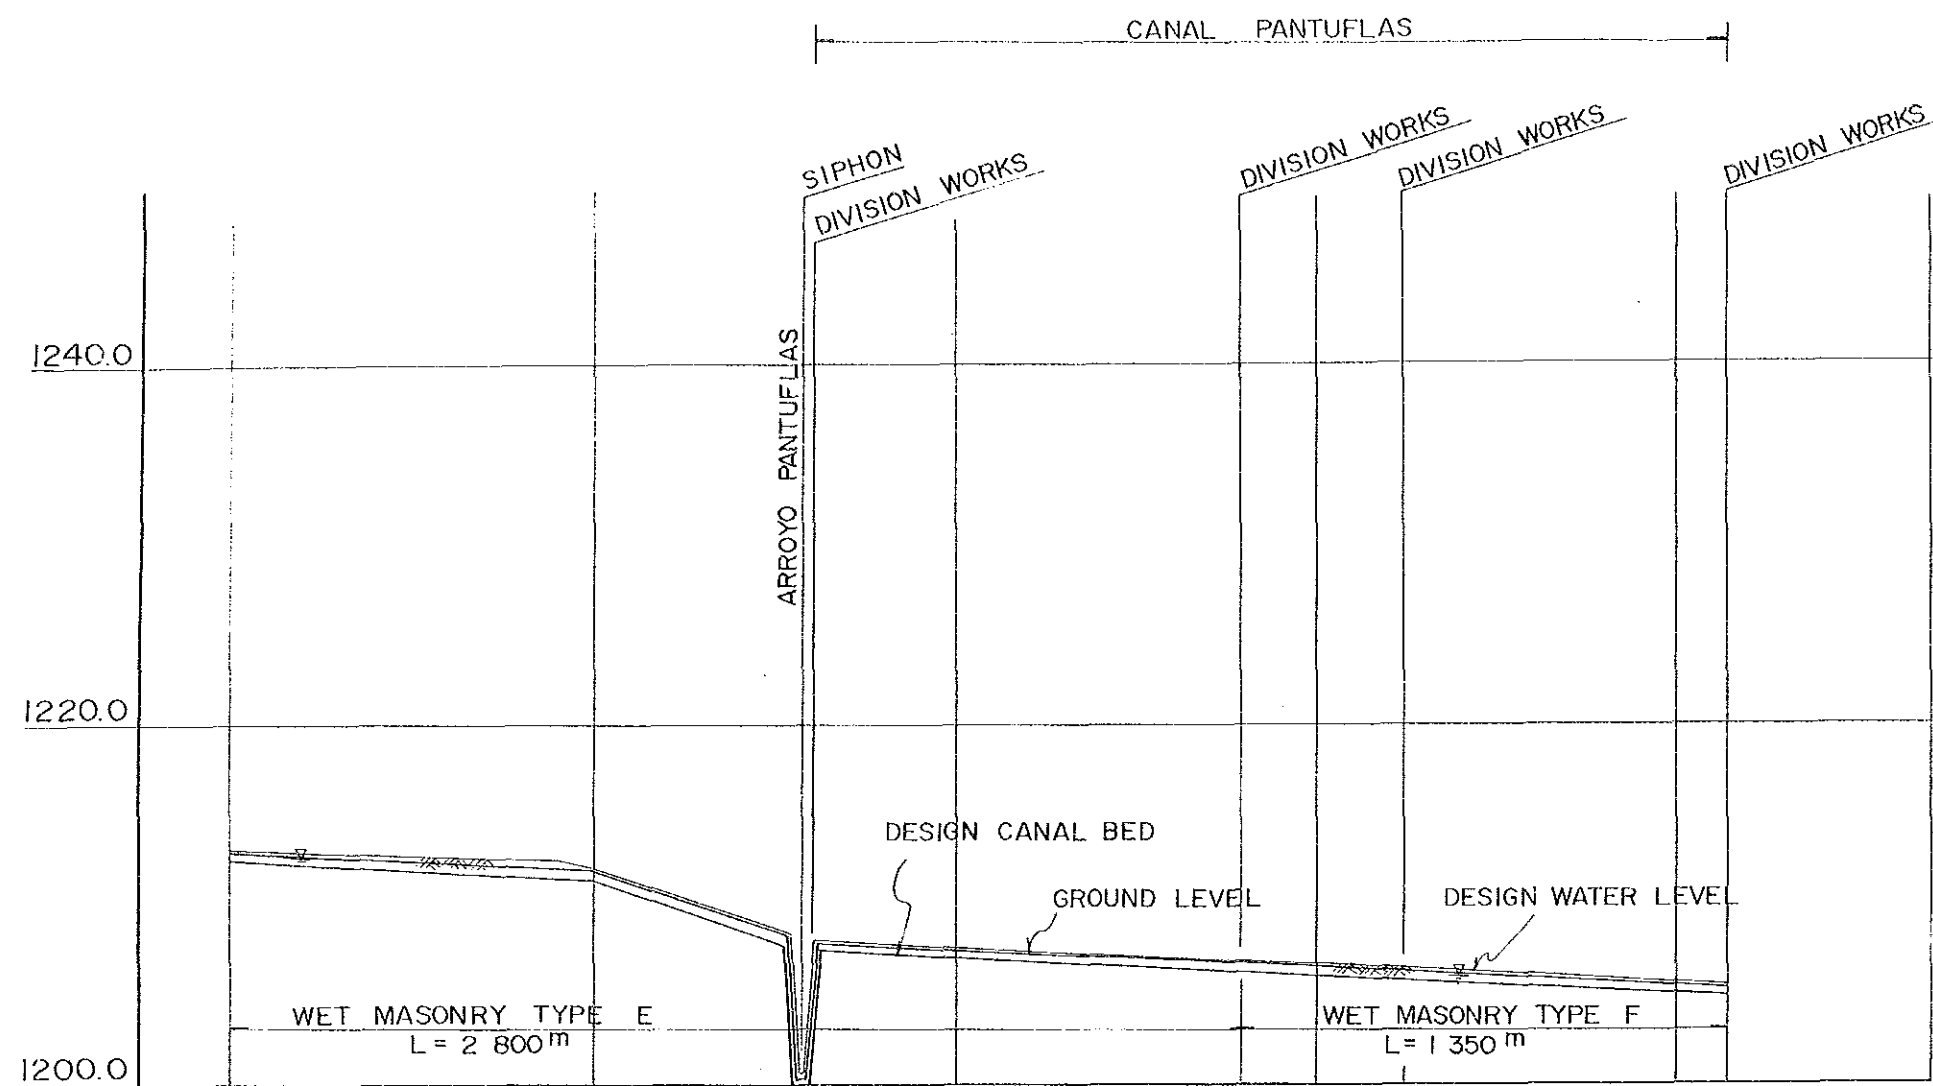 CANAL PANTUFLAS
SIPHON
DIVISION WORKS
DIVISION WORKS
DIVISION WORKS
DIVISION WORKS
ARROYO PANTUFLAS
1240.0
1220.0
DESIGN CANAL BED
GROUND LEVEL
DESIGN WATER LEVEL
WET MASONRY TYPE E
L = 2 800 m
WET MASONRY TYPE F
L = 1 350 m
1200.0